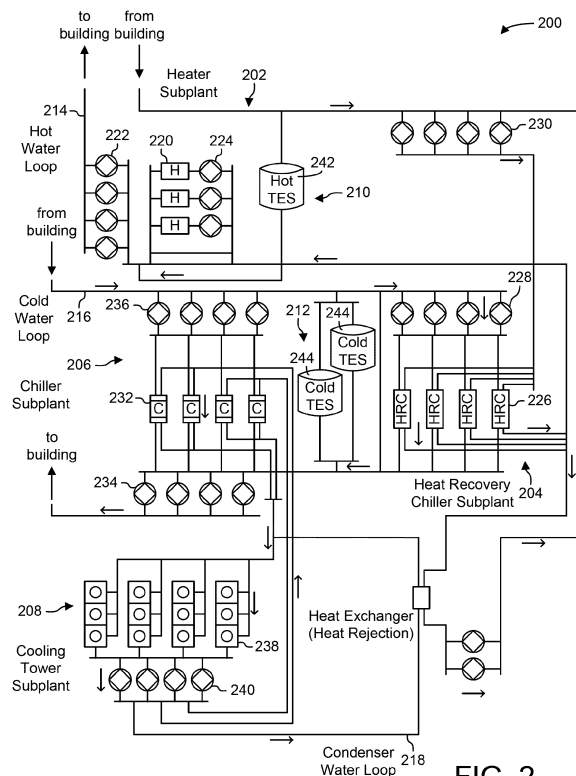 to
building
from
building
200
Heater
Subplant
202
214
Hot
Water
Loop
222
220
224
H
H
H
230
242
Hot
TES
210
from
building
Cold
Water
Loop
216
236
212
244
Cold
TES
244
Cold
TES
228
206
Chiller
Subplant
232
C
C
C
C
HRC
HRC
HRC
HRC
226
to
building
234
Heat Recovery
Chiller Subplant
204
208
Cooling
Tower
Subplant
238
240
Heat Exchanger
(Heat Rejection)
Condenser
Water Loop
218
FIG. 2